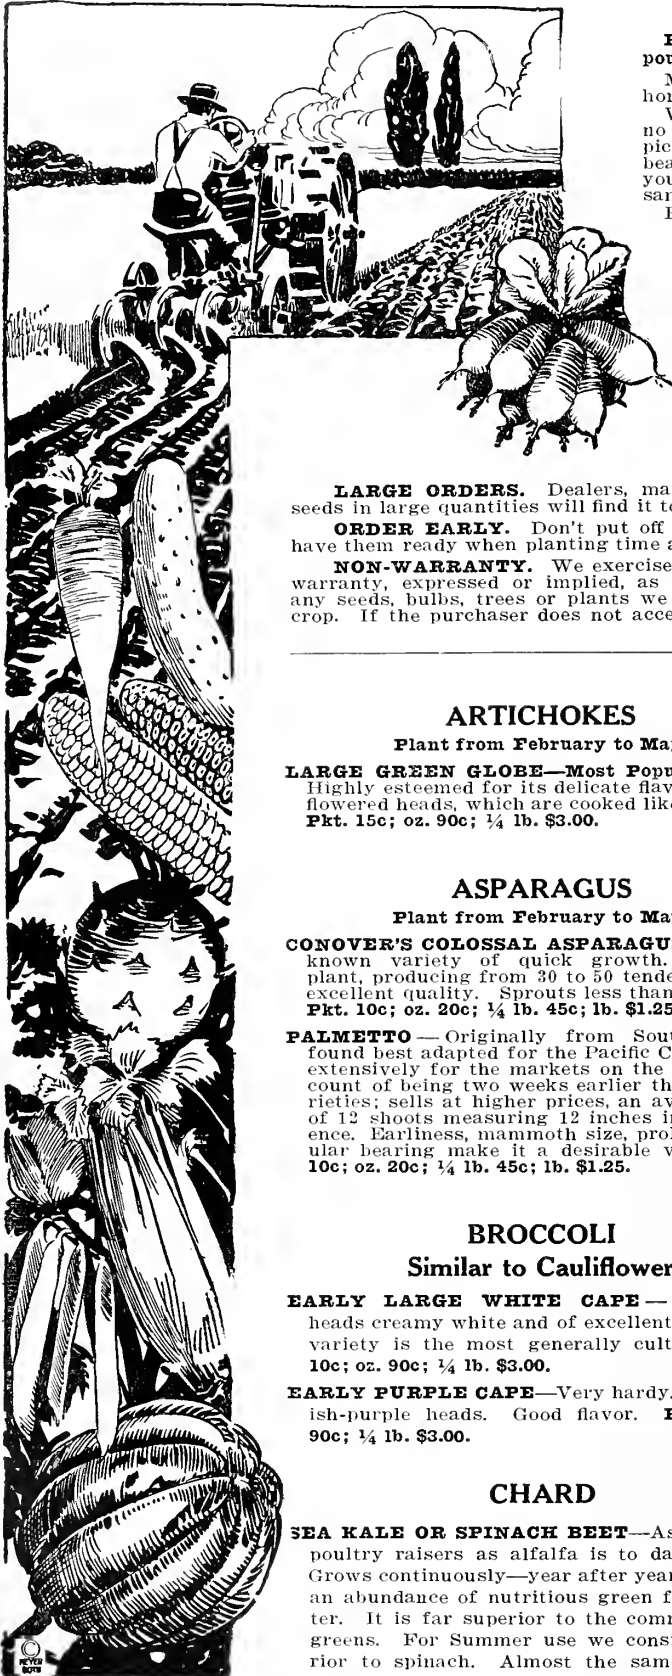 pou
hor
no
pic
bea
you
LARGE ORDERS. Dealers, ma
seeds in large quantities will find it t
ORDER EARLY. Don't put off
have them ready when planting time a
NON-WARRANTY. We exercise
warranty, expressed or implied, as
any seeds, bulbs, trees or plants we
crop. If the purchaser does not acce
ARTICHOKES
Plant from February to Ma
LARGE GREEN GLOBE—Most Popu
Highly esteemed for its delicate flav
flowered heads, which are cooked lik
Pkt. 15c; oz. 90c; ¼ lb. $3.00.
ASPARAGUS
Plant from February to Ma
CONOVER'S COLOSSAL ASPARAGU
known variety of quick growth.
plant, producing from 30 to 50 tende
excellent quality. Sprouts less than
Pkt. 10c; oz. 20c; ¼ lb. 45c; lb. $1.25
PALMETTO — Originally from Sou
found best adapted for the Pacific C
extensively for the markets on the
count of being two weeks earlier th
rieties; sells at higher prices, an av
of 12 shoots measuring 12 inches i
ence. Earliness, mammoth size, prol
ular bearing make it a desirable v
10c; oz. 20c; ¼ lb. 45c; lb. $1.25.
BROCCOLI
Similar to Cauliflower
EARLY LARGE WHITE CAPE —
heads creamy white and of excellent
variety is the most generally cult
10c; oz. 90c; ¼ lb. $3.00.
EARLY PURPLE CAPE—Very hardy.
ish-purple heads. Good flavor.
90c; ¼ lb. $3.00.
CHARD
SEA KALE OR SPINACH BEET—As
poultry raisers as alfalfa is to da
Grows continuously—year after year
an abundance of nutritious green f
ter. It is far superior to the com
greens. For Summer use we consi
rior to spinach. Almost the sam
© MEYER BOTH